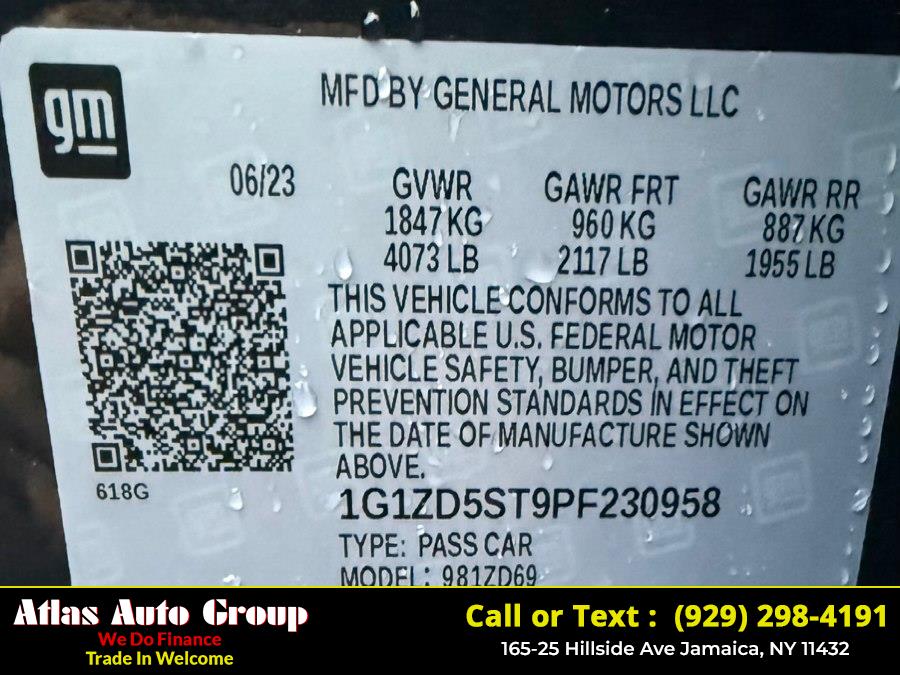 gm
MFD BY GENERAL MOTORS LLC
06/23
GVWR GAWR FRT GAWR RR
1847 KG 960 KG 887 KG
4073 LB 2117 LB 1955 LB
THIS VEHICLE CONFORMS TO ALL
APPLICABLE U.S. FEDERAL MOTOR
VEHICLE SAFETY, BUMPER, AND THEFT
PREVENTION STANDARDS IN EFFECT ON
THE DATE OF MANUFACTURE SHOWN
ABOVE.
618G
1G1ZD5ST9PF230958
TYPE: PASS CAR
MODEL: 981ZD69
Atlas Auto Group
We Do FInance
Trade In Welcome
Call or Text : (929) 298-4191
165-25 Hillside Ave Jamaica, NY 11432